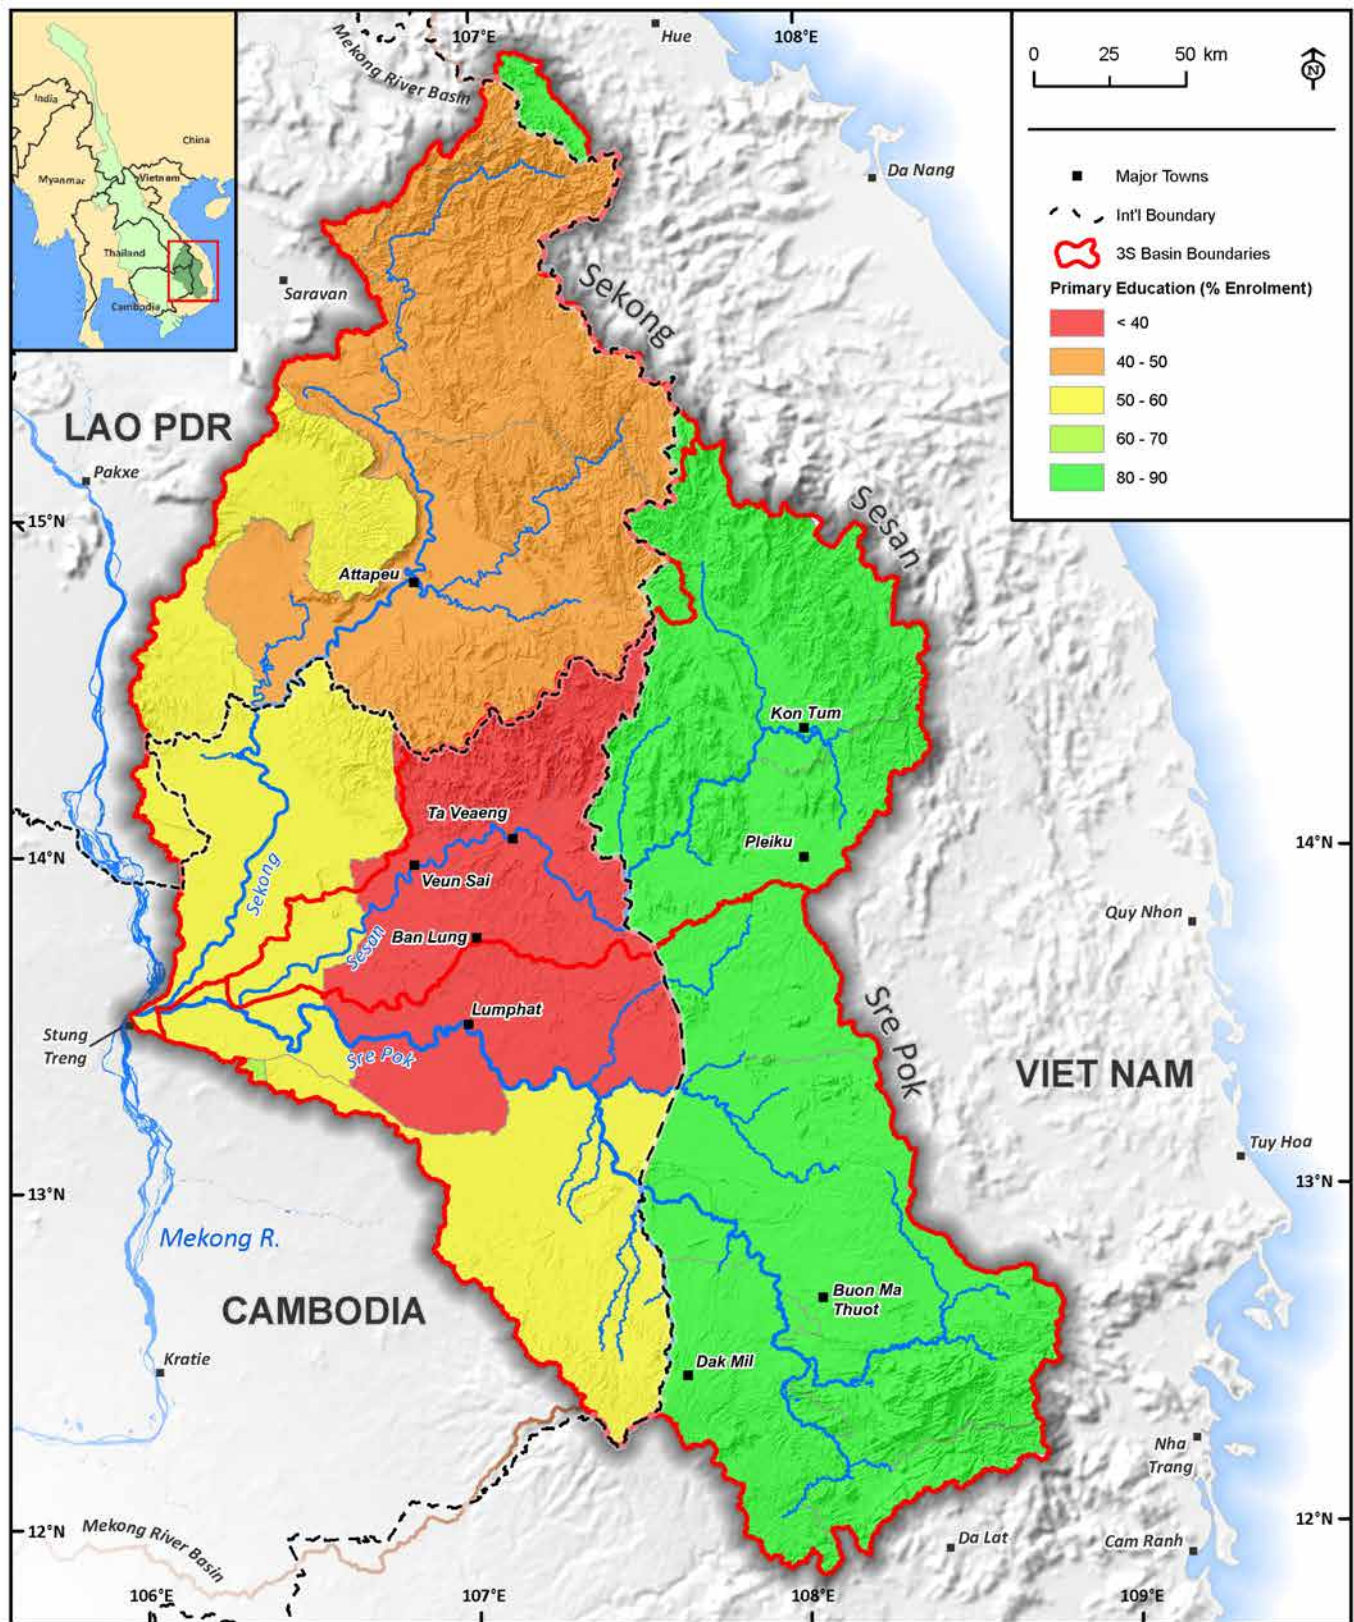 107°E
108°E
Hue
Mekong River Basin
India
China
Myanmar
Vietnam
Thailand
Cambodia
0 25 50 km
N
Major Towns
Int'l Boundary
3S Basin Boundaries
Primary Education (% Enrolment)
< 40
40 - 50
50 - 60
60 - 70
80 - 90
Da Nang
Saravan
Sekong
LAO PDR
Pakxe
15°N
Sesan
Attapeu
Kon Tum
Ta Veaeng
Pleiku
14°N
14°N
Veun Sai
Sekong
Quy Nhon
Ban Lung
Sesan
Lumphat
Sre Pok
Stung
Treng
Sre Pok
VIET NAM
Tuy Hoa
13°N
13°N
Mekong R.
CAMBODIA
Buon Ma
Thuot
Kratie
Dak Mil
Nha
Trang
12°N
12°N
Mekong River Basin
Da Lat
Cam Ranh
106°E
107°E
108°E
109°E